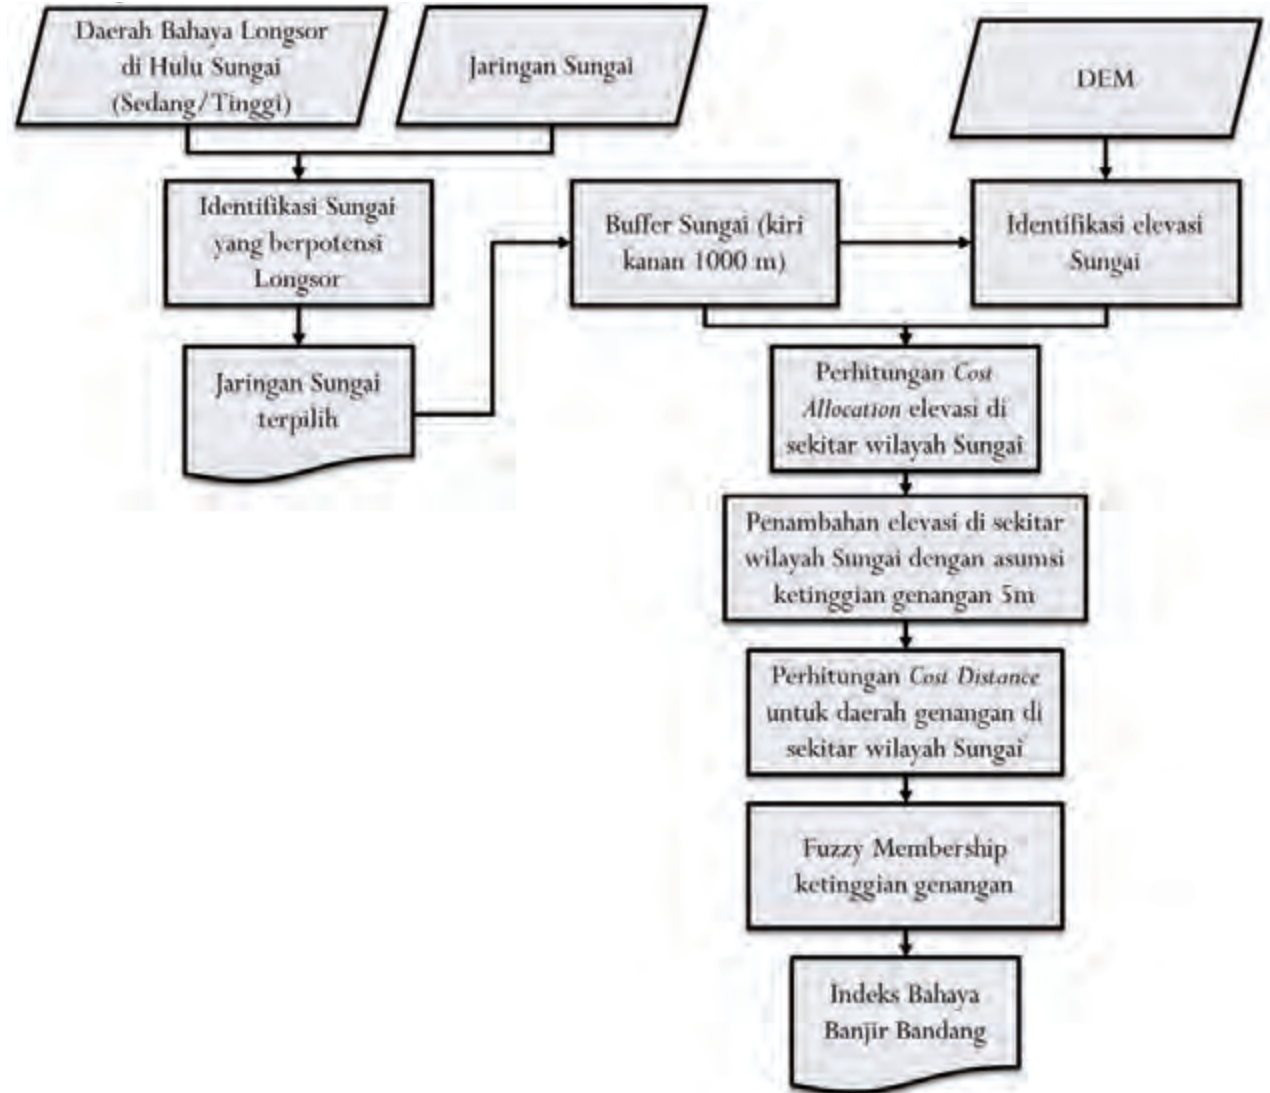 Daerah Bahaya Longsor
di Hulu Sungai
(Sedang/Tinggi)
Jaringan Sungai
DEM
Identifikasi Sungai
yang berpotensi
Longsor
Buffer Sungai (kiri
kanan 1000 m)
Identifikasi elevasi
Sungai
Jaringan Sungai
terpilih
Perhitungan Cost
Allocation elevasi di
sekitar wilayah Sungai
Penambahan elevasi di sekitar
wilayah Sungai dengan asumsi
ketinggian genangan 5m
Perhitungan Cost Distance
untuk daerah genangan di
sekitar wilayah Sungai
Fuzzy Membership
ketinggian genangan
Indeks Bahaya
Banjir Bandang